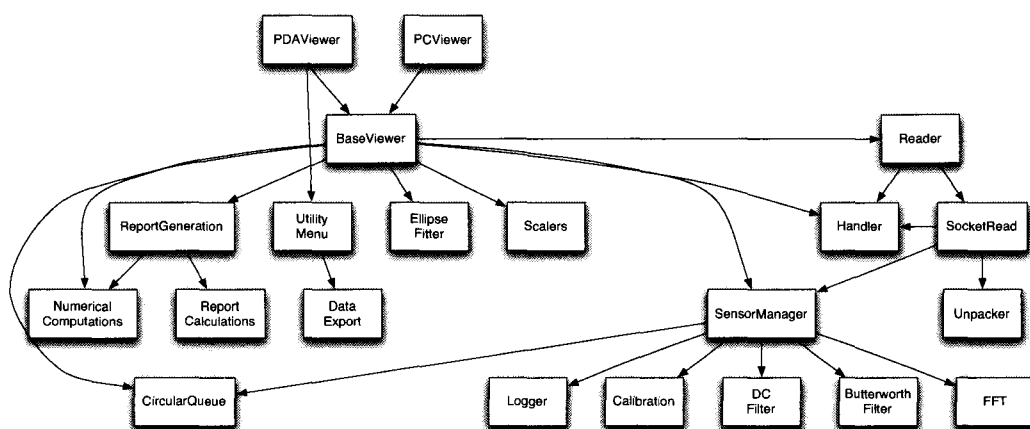 PDAViewer
PCViewer
BaseViewer
Reader
ReportGeneration
Utility
Menu
Ellipse
Fitter
Scalers
Handler
SocketRead
Numerical
Computations
Report
Calculations
Data
Export
SensorManager
Unpacker
CircularQueue
Logger
Calibration
DC
Filter
Butterworth
Filter
FFT